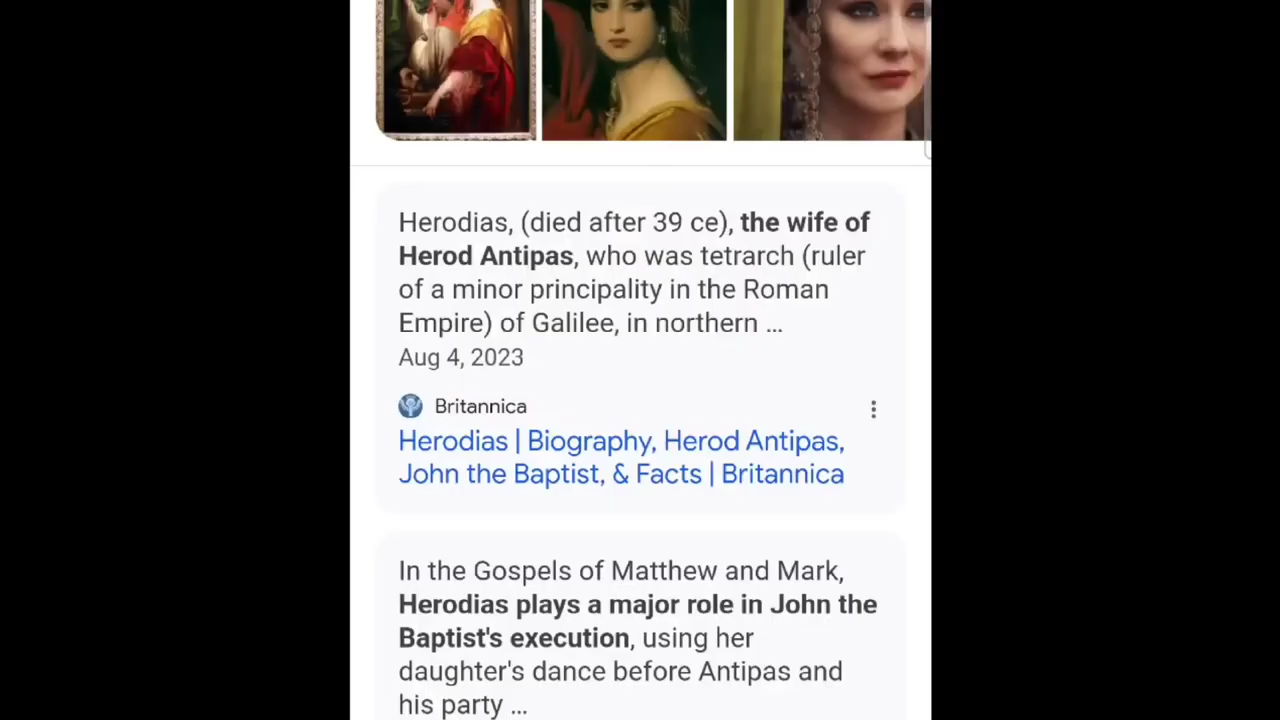 Herodias, (died after 39 ce), the wife of
Herod Antipas, who was tetrarch (ruler
of a minor principality in the Roman
Empire) of Galilee, in northern ...
Aug 4, 2023
Britannica
Herodias | Biography, Herod Antipas,
John the Baptist, & Facts | Britannica
In the Gospels of Matthew and Mark,
Herodias plays a major role in John the
Baptist's execution, using her
daughter's dance before Antipas and
his party ...